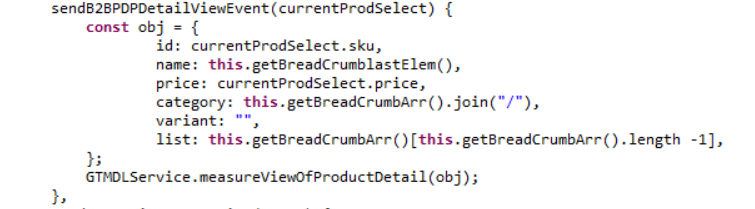 sendB2BPDPDetailViewEvent(currentProdSelect) {
const obj = {
id: currentProdSelect.sku,
name: this.getBreadCrumblastElem(),
price: currentProdSelect.price,
category: this.getBreadCrumbArr().join("/"),
variant: "",
list: this.getBreadCrumbArr()[this.getBreadCrumbArr().length -1],
};
GTMDLService.measureViewOfProductDetail(obj);
},